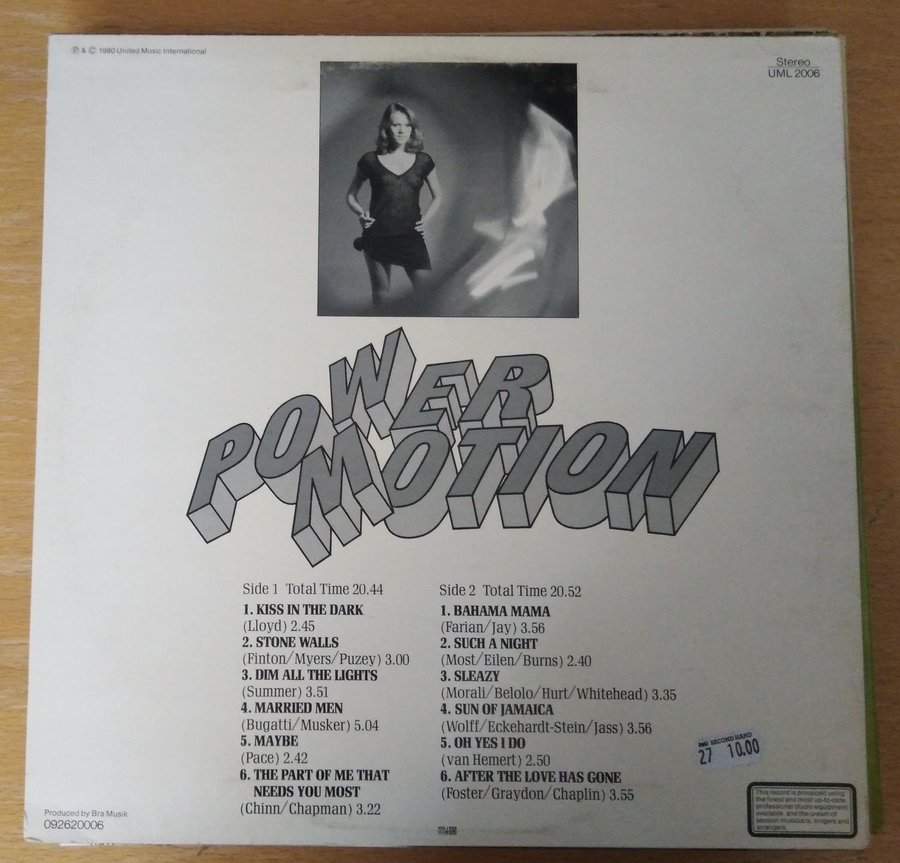 ℗ & © 1980 United Music International
Stereo
UML 2006
POWER
MOTION
Side 1 Total Time 20.44
1. KISS IN THE DARK
(Lloyd) 2.45
2. STONE WALLS
(Finton/Myers/Puzey) 3.00
3. DIM ALL THE LIGHTS
(Summer) 3.51
4. MARRIED MEN
(Bugatti/Musker) 5.04
5. MAYBE
(Pace) 2.42
6. THE PART OF ME THAT
NEEDS YOU MOST
(Chinn/Chapman) 3.22
Side 2 Total Time 20.52
1. BAHAMA MAMA
(Farian/Jay) 3.56
2. SUCH A NIGHT
(Most/Eilen/Burns) 2.40
3. SLEAZY
(Morali/Belolo/Hurt/Whitehead) 3.35
4. SUN OF JAMAICA
(Wolff/Eckehardt-Stein/Jass) 3.56
5. OH YES I DO
(van Hemert) 2.50
6. AFTER THE LOVE HAS GONE
(Foster/Graydon/Chaplin) 3.55
SECOND HAND
27 10.00
This record is produced using
the finest and most up-to-date
professional studio equipment
available, and the cream of
session musicians, singers and
arrangers.
Produced by Bra Musik
092620006